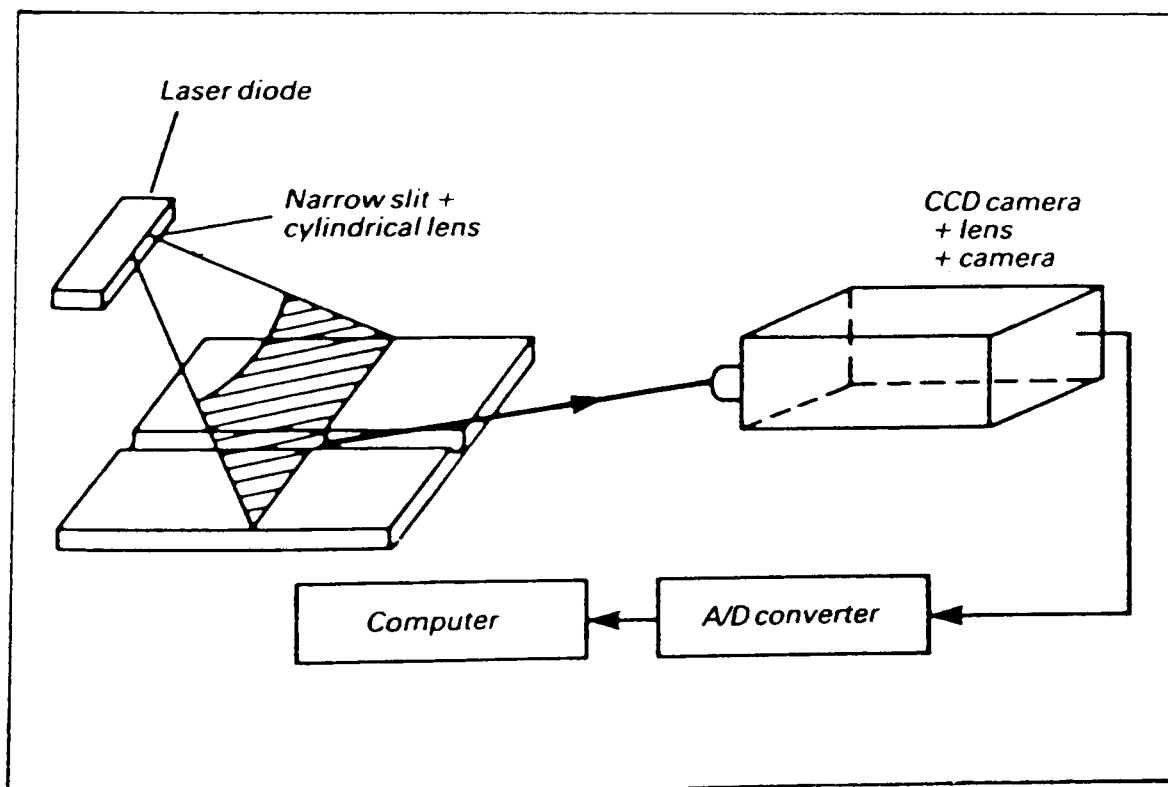 Laser diode
Narrow slit +
cylindrical lens
CCD camera
+ lens
+ camera
Computer
A/D converter